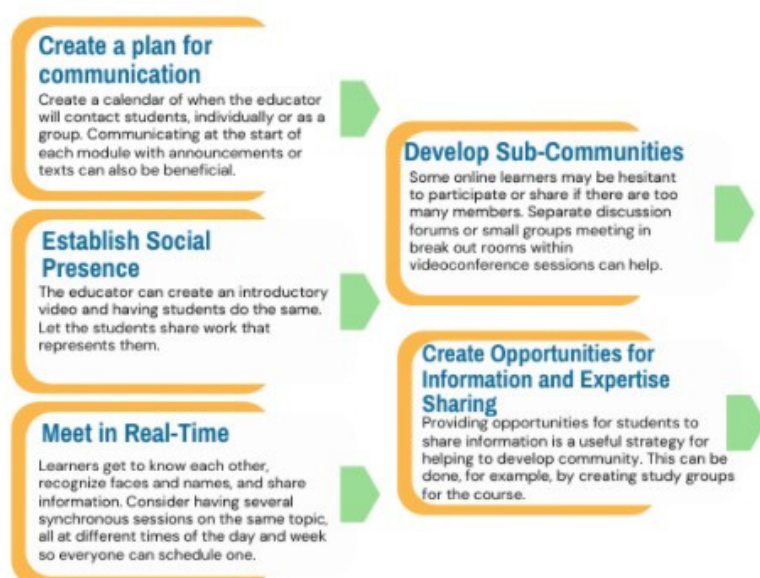 Create a plan for
communication
Create a calendar of when the educator
will contact students, individually or as a
group. Communicating at the start of
each module with announcements or
texts can also be beneficial.
Establish Social
Presence
The educator can create an introductory
video and having students do the same.
Let the students share work that
represents them.
Meet in Real-Time
Learners get to know each other,
recognize faces and names, and share
information. Consider having several
synchronous sessions on the same topic,
all at different times of the day and week
so everyone can schedule one.
Develop Sub-Communities
Some online learners may be hesitant
to participate or share if there are too
many members. Separate discussion
forums or small groups meeting in
break out rooms within
videoconference sessions can help.
Create Opportunities for
Information and Expertise
Sharing
Providing opportunities for students to
share information is a useful strategy for
helping to develop community. This can be
done, for example, by creating study groups
for the course.